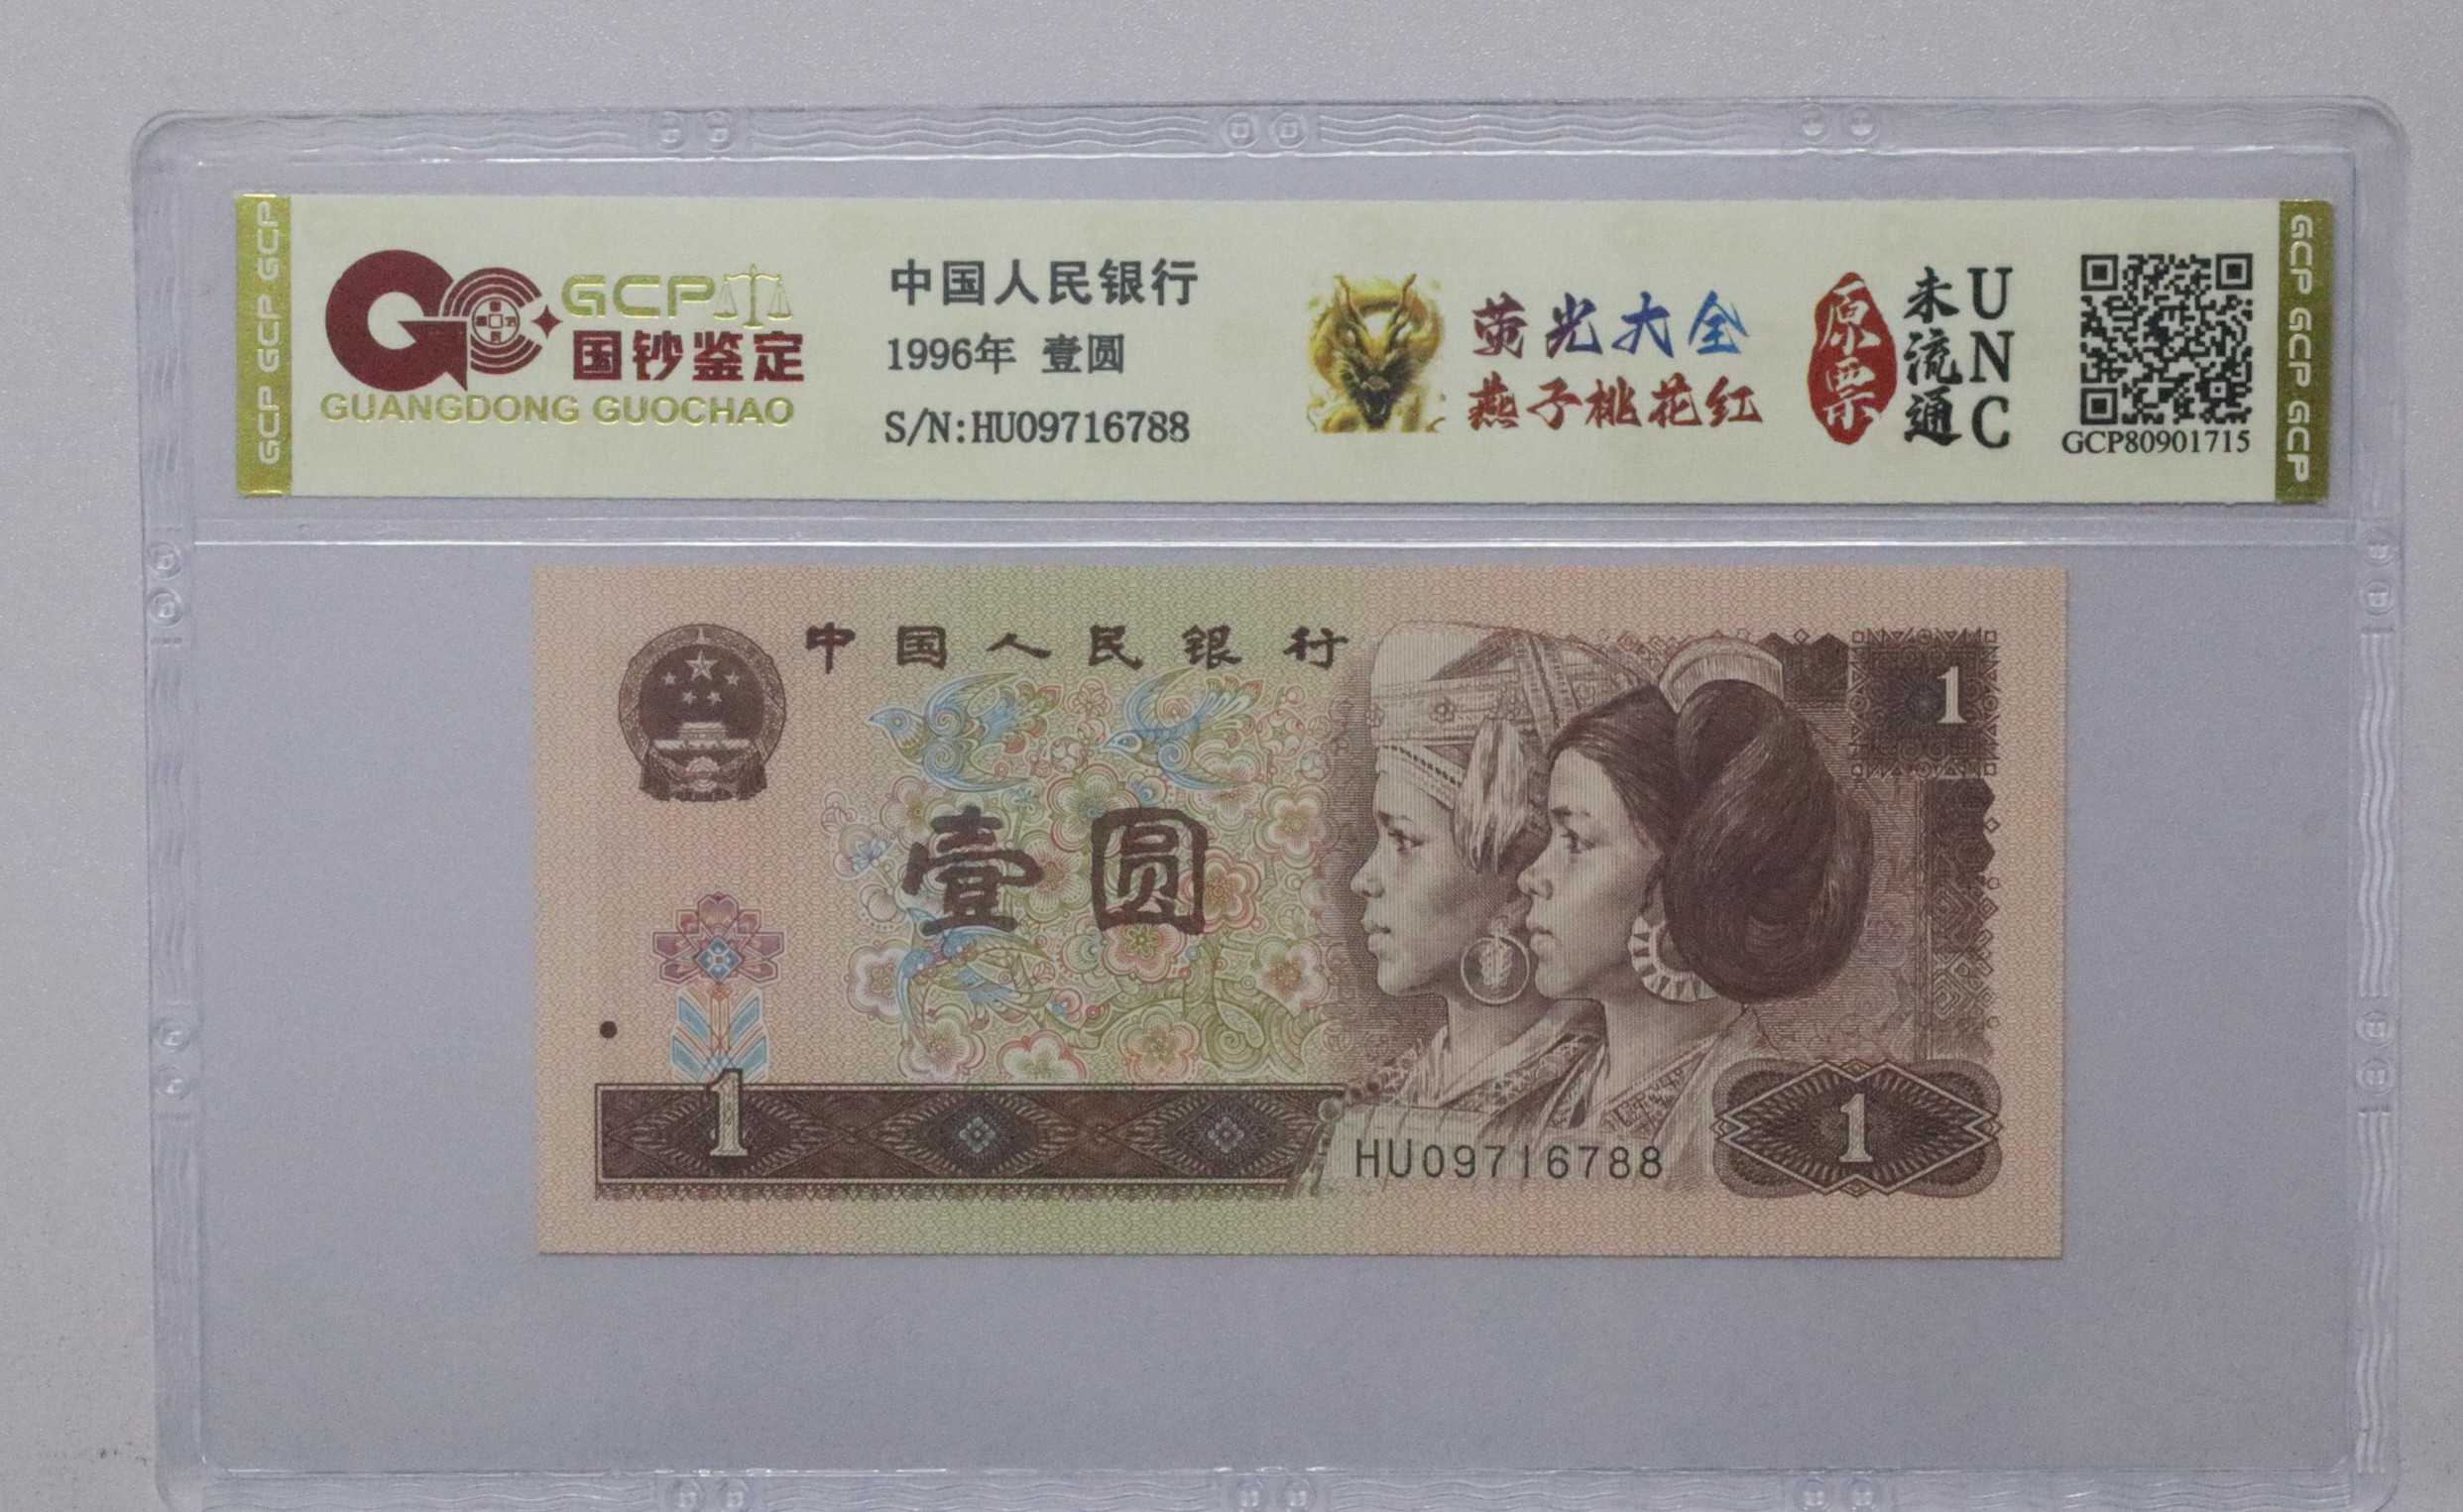 GCP GCP GCP
GCP
国钞鉴定
GUANGDONG GUOCHAO
中国人民银行
1996年 壹圆
S/N:HU09716788
荧光大全
燕子桃花红
原票
未流通
UNC
GCP80901715
GCP GCP GCP
中国人民银行
1
壹圆
1
HU09716788
1